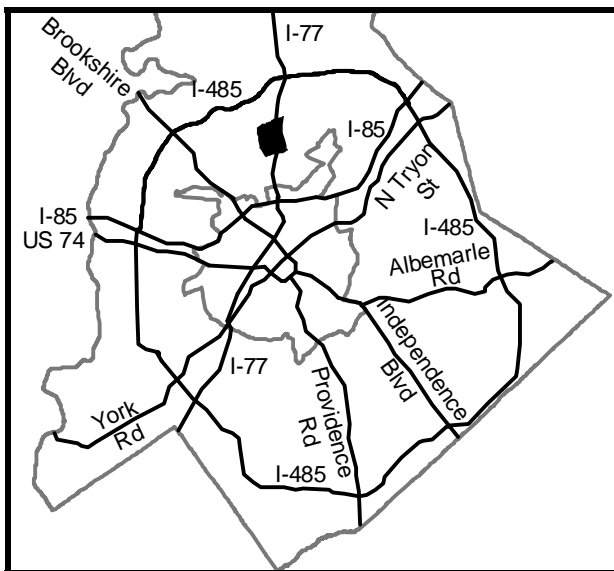 I-77
Brookshire
Blvd
I-485
I-85
N Tryon
St
I-85
US 74
I-485
Albemarle
Rd
Independence
Blvd
I-77
Providence
Rd
York
Rd
I-485